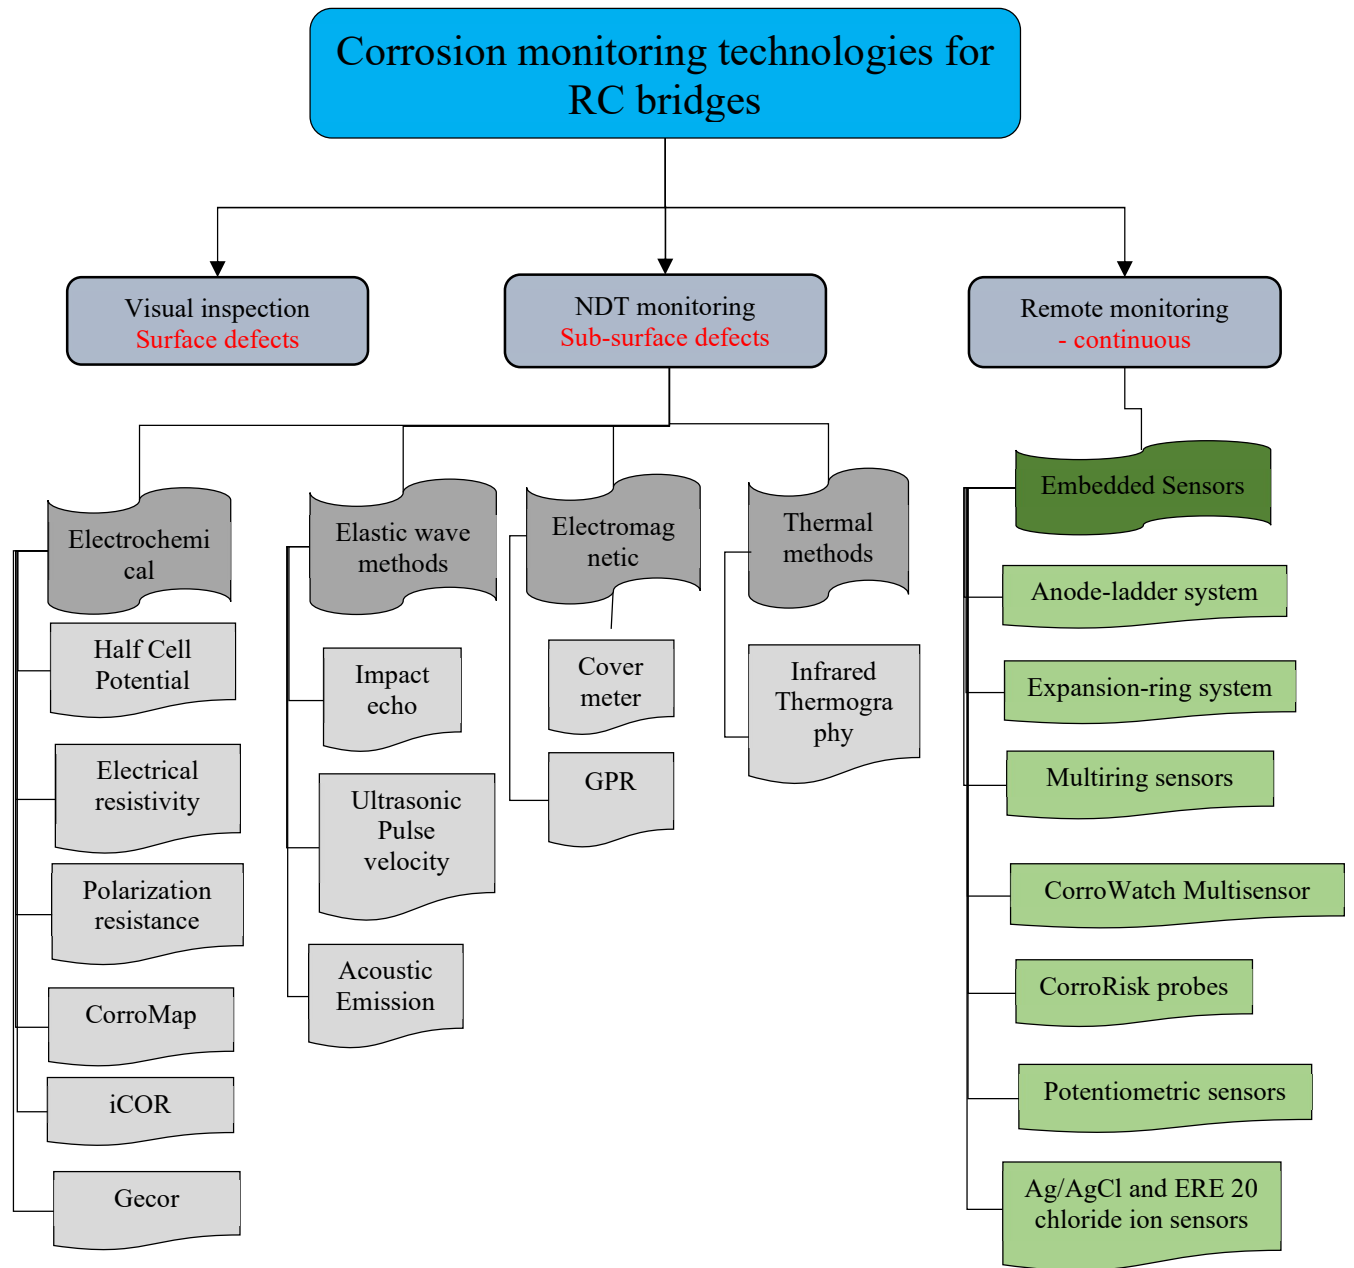 Corrosion monitoring technologies for
RC bridges
Visual inspection
Surface defects
NDT monitoring
Sub-surface defects
Remote monitoring
- continuous
Electrochemi
cal
Half Cell
Potential
Electrical
resistivity
Polarization
resistance
CorroMap
iCOR
Gecor
Elastic wave
methods
Impact
echo
Ultrasonic
Pulse
velocity
Acoustic
Emission
Electromag
netic
Cover
meter
GPR
Thermal
methods
Infrared
Thermogra
phy
Embedded Sensors
Anode-ladder system
Expansion-ring system
Multiring sensors
CorroWatch Multisensor
CorroRisk probes
Potentiometric sensors
Ag/AgCl and ERE 20
chloride ion sensors